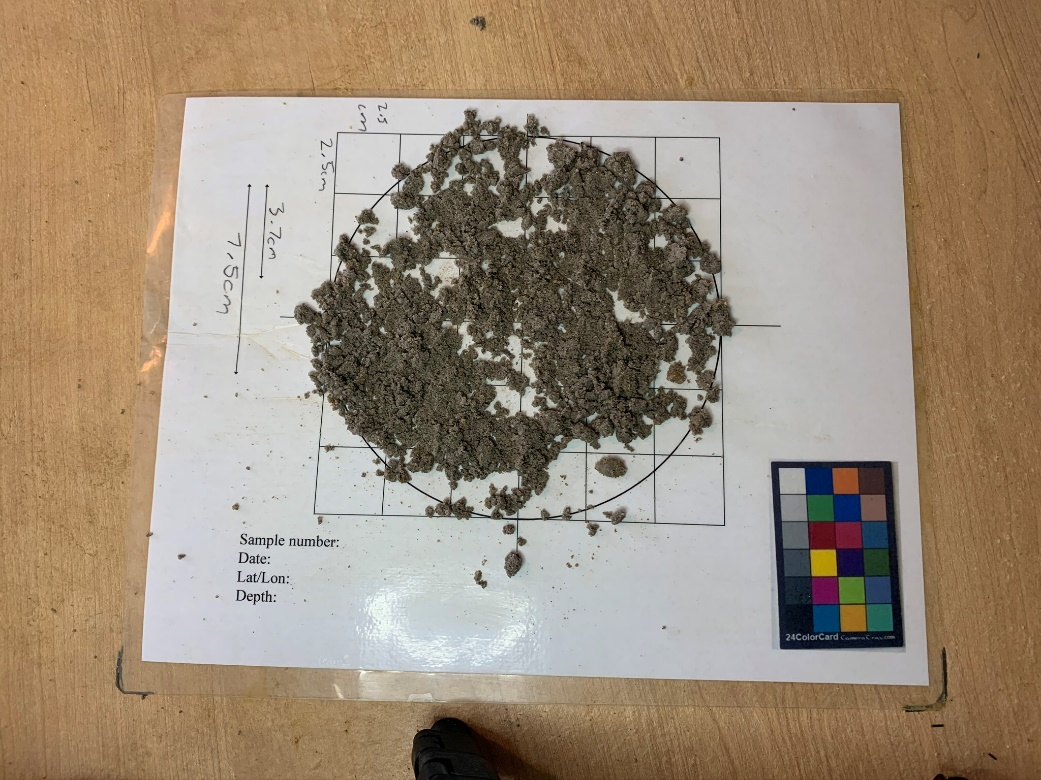 2.5
cm
2.5cm
3.7cm
7.5cm
Sample number:
Date:
Lat/Lon:
Depth:
24ColorCard